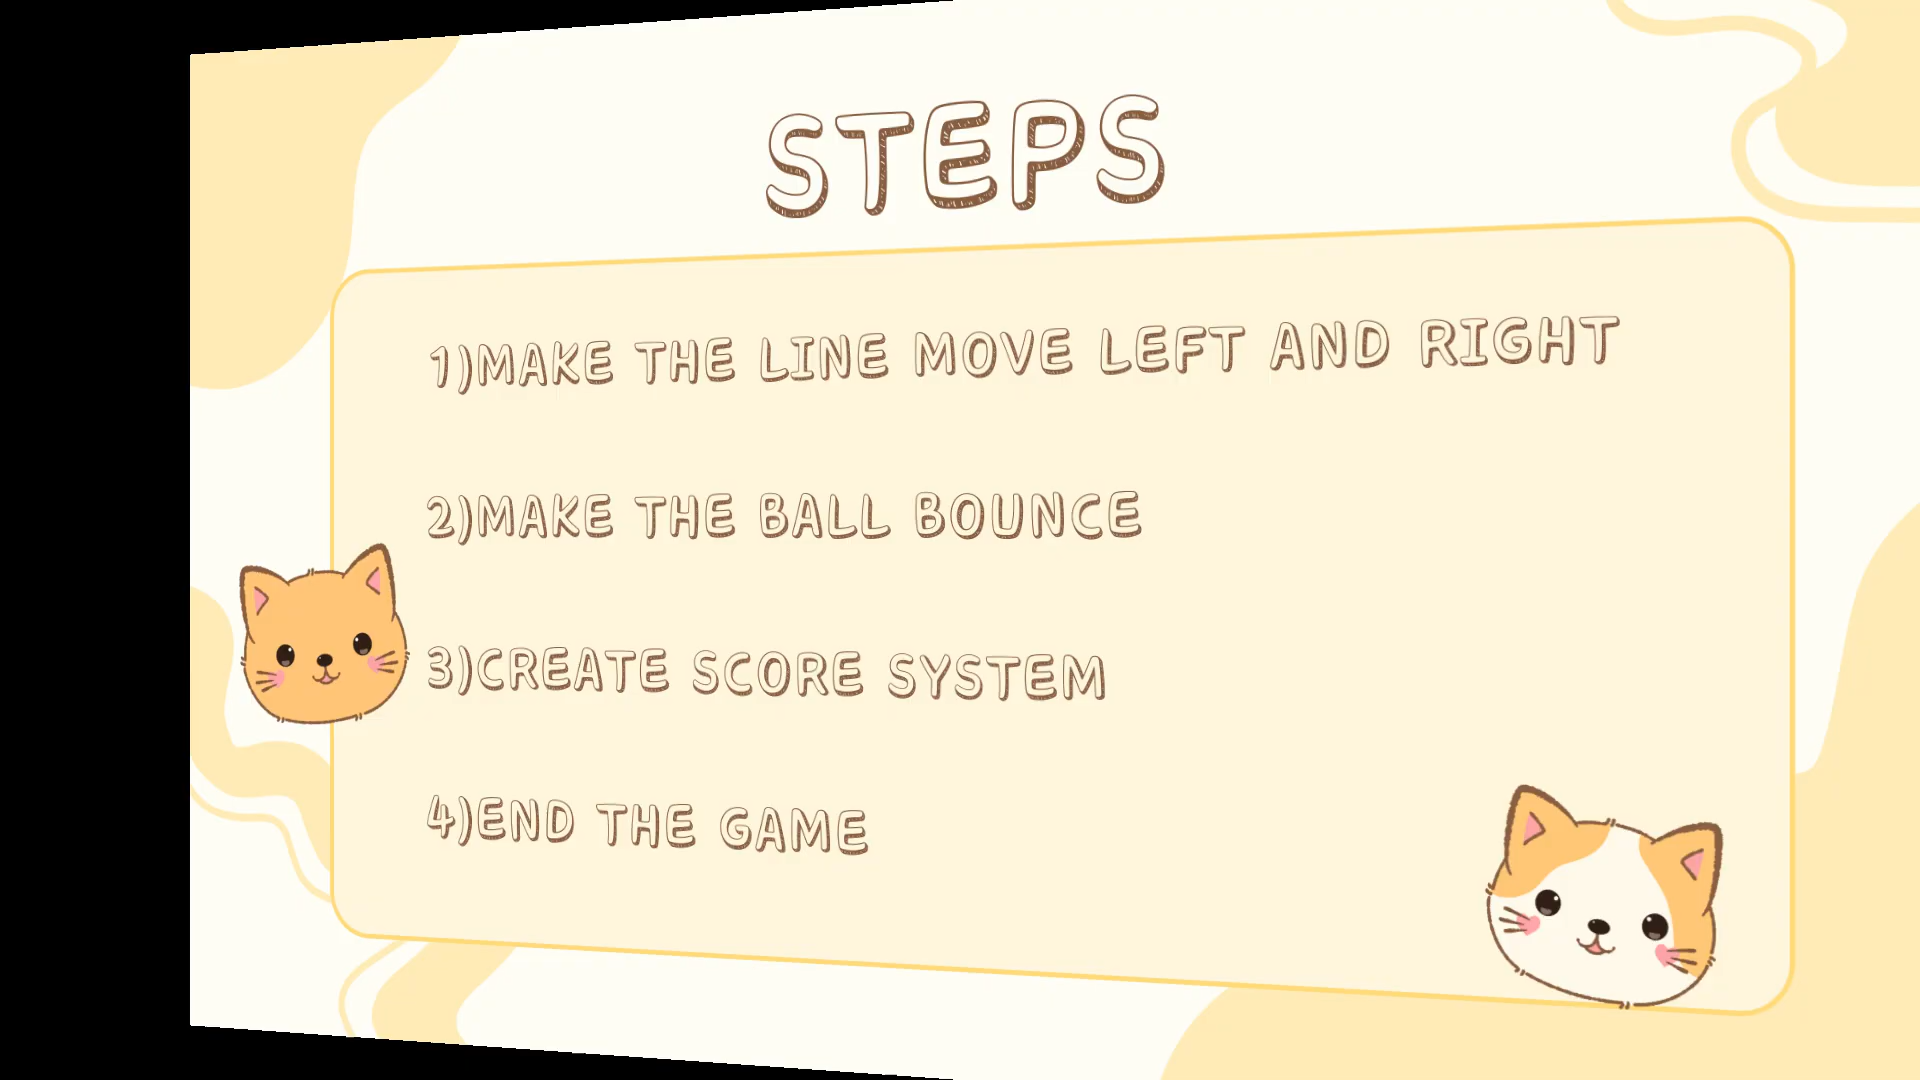 STEPS
1)MAKE THE LINE MOVE LEFT AND RIGHT
2)MAKE THE BALL BOUNCE
3)CREATE SCORE SYSTEM
4)END THE GAME